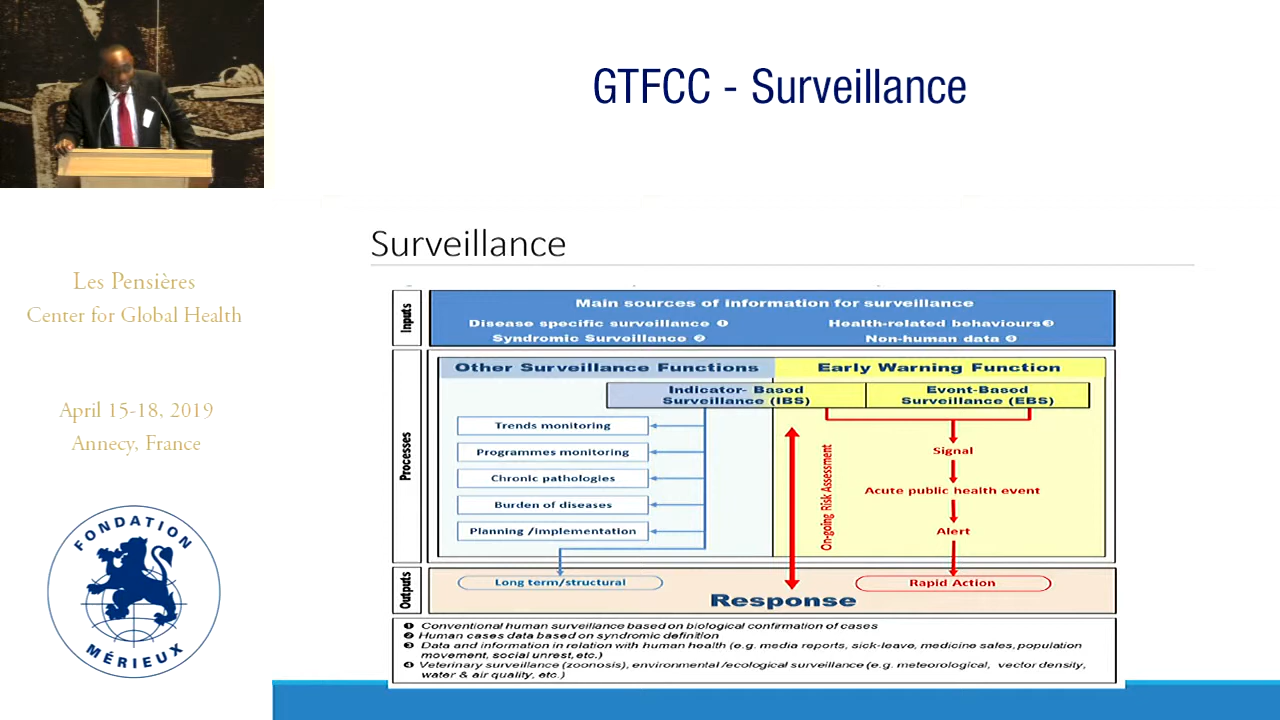 GTFCC - Surveillance
Les Pensières
Center for Global Health
April 15-18, 2019
Annecy, France
FONDATION
MÉRIEUX
Surveillance
Inputs
Main sources of information for surveillance
Disease specific surveillance ❶
Health-related behaviours❸
Syndromic Surveillance ❷
Non-human data ❹
Processes
Other Surveillance Functions
Early Warning Function
Indicator- Based
Surveillance (IBS)
Event-Based
Surveillance (EBS)
Trends monitoring
Programmes monitoring
Chronic pathologies
Burden of diseases
Planning /implementation
On-going Risk Assessment
Signal
Acute public health event
Alert
Outputs
Long term/structural
Rapid Action
Response
❶ Conventional human surveillance based on biological confirmation of cases
❷ Human cases data based on syndromic definition
❸ Data and information in relation with human health (e.g. media reports, sick-leave, medicine sales, population
movement, social unrest, etc.)
❹ Veterinary surveillance (zoonosis), environmental /ecological surveillance (e.g. meteorological, vector density,
water & air quality, etc.)